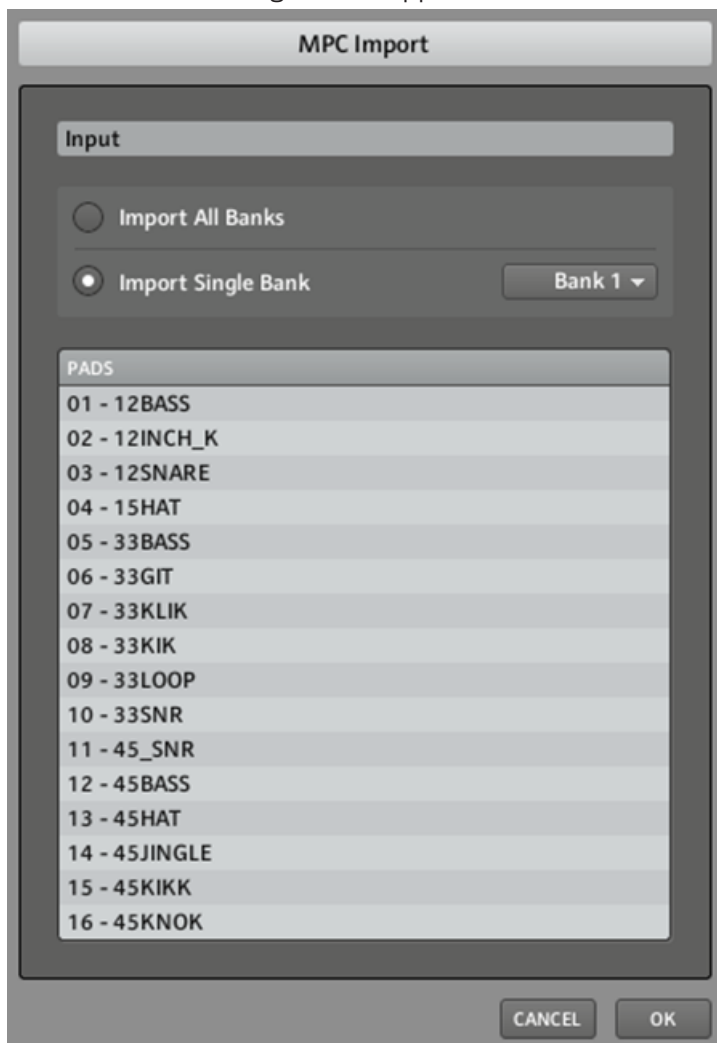 MPC Import
Input
Import All Banks
Import Single Bank Bank 1
PADS
01 - 12BASS
02 - 12INCH_K
03 - 12SNARE
04 - 15HAT
05 - 33BASS
06 - 33GIT
07 - 33KLIK
08 - 33KIK
09 - 33LOOP
10 - 33SNR
11 - 45_SNR
12 - 45BASS
13 - 45HAT
14 - 45JINGLE
15 - 45KIKK
16 - 45KNOK
CANCEL OK